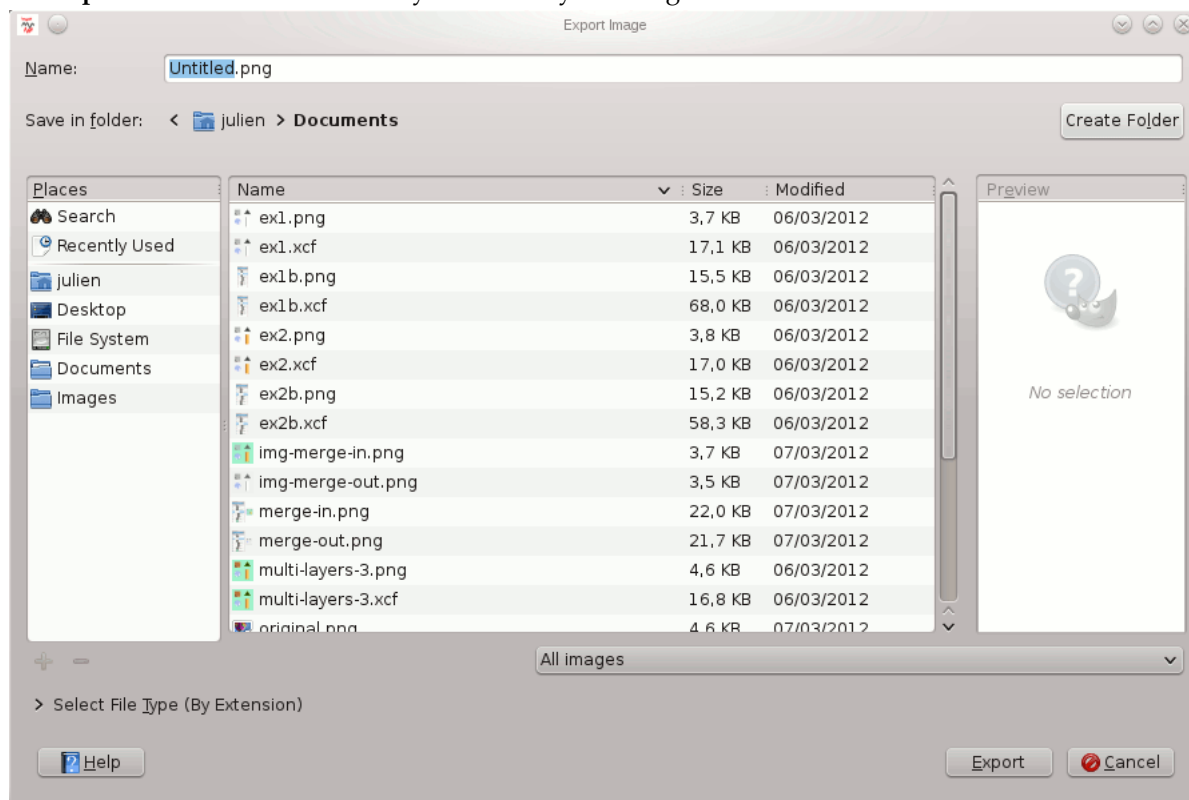 Export Image
Name: Untitled.png
Save in folder: < julien > Documents Create Folder
Places Name Size Modified Preview
Search ex1.png 3,7 KB 06/03/2012
Recently Used ex1.xcf 17,1 KB 06/03/2012
julien ex1b.png 15,5 KB 06/03/2012
Desktop ex1b.xcf 68,0 KB 06/03/2012
File System ex2.png 3,8 KB 06/03/2012
Documents ex2.xcf 17,0 KB 06/03/2012
Images ex2b.png 15,2 KB 06/03/2012 No selection
ex2b.xcf 58,3 KB 06/03/2012
img-merge-in.png 3,7 KB 07/03/2012
img-merge-out.png 3,5 KB 07/03/2012
merge-in.png 22,0 KB 07/03/2012
merge-out.png 21,7 KB 07/03/2012
multi-layers-3.png 4,6 KB 06/03/2012
multi-layers-3.xcf 16,8 KB 06/03/2012
original.png 4,6 KB 07/03/2012
All images
> Select File Type (By Extension)
Help Export Cancel